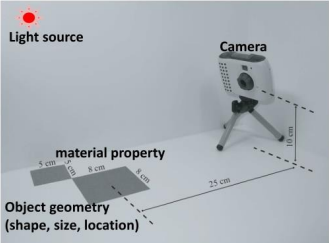 Light source
Camera
material property
5 cm
5 cm
8 cm
8 cm
10 cm
25 cm
Object geometry
(shape, size, location)